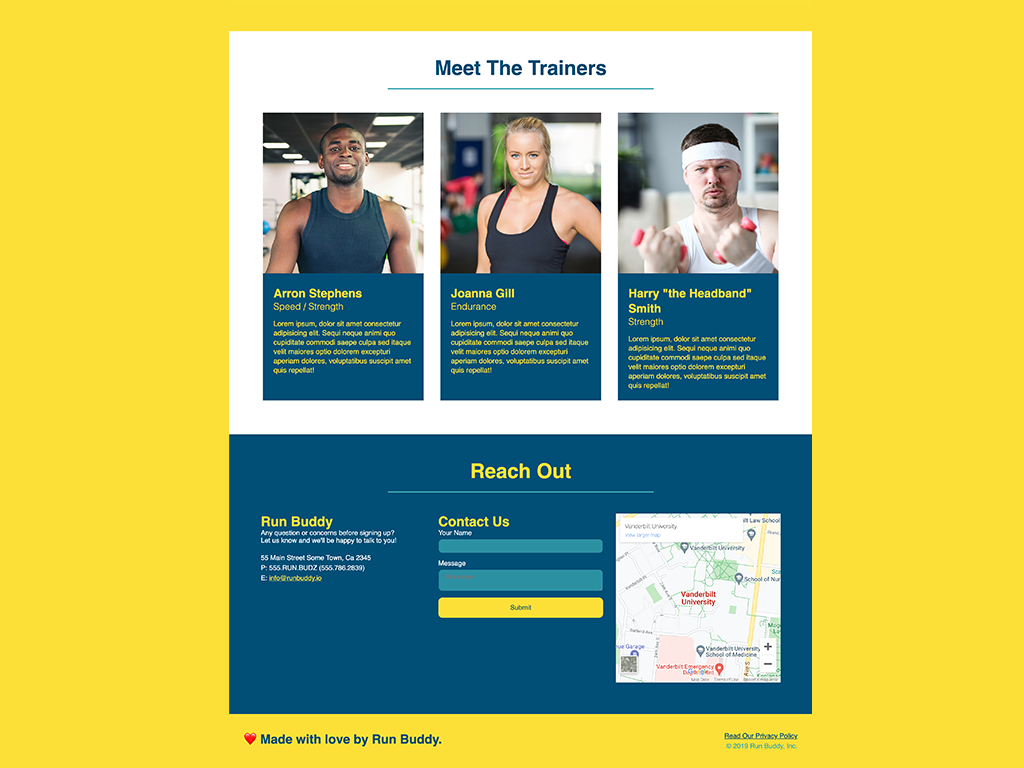 Meet The Trainers
Arron Stephens
Speed / Strength
Lorem ipsum, dolor sit amet consectetur
adipisicing elit. Sequi neque animi quo
cupiditate commodi saepe culpa sed itaque
velit maiores optio dolorem excepturi
aperiam dolores, voluptatibus suscipit amet
quis repellat!
Joanna Gill
Endurance
Lorem ipsum, dolor sit amet consectetur
adipisicing elit. Sequi neque animi quo
cupiditate commodi saepe culpa sed itaque
velit maiores optio dolorem excepturi
aperiam dolores, voluptatibus suscipit amet
quis repellat!
Harry "the Headband"
Smith
Strength
Lorem ipsum, dolor sit amet consectetur
adipisicing elit. Sequi neque animi quo
cupiditate commodi saepe culpa sed itaque
velit maiores optio dolorem excepturi
aperiam dolores, voluptatibus suscipit amet
quis repellat!
Reach Out
Run Buddy
Any question or concerns before signing up?
Let us know and we'll be happy to talk to you!
55 Main Street Some Town, Ca 2345
P: 555.RUN.BUDZ (555.786.2839)
E: info@runbuddy.io
Contact Us
Your Name
Message
Submit
Vanderbilt University
View larger map
ilt Law School
Vanderbilt University
School of Nur
Vanderbilt
University
Vanderbilt University
School of Medicine
Vanderbilt Emergency
❤️ Made with love by Run Buddy.
Read Our Privacy Policy
© 2019 Run Buddy, Inc.